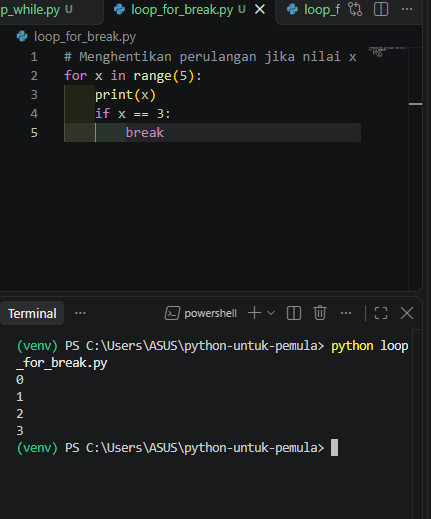 p_while.py U
loop_for_break.py U
loop_f
loop_for_break.py
1 # Menghentikan perulangan jika nilai x
2 for x in range(5):
3 print(x)
4 if x == 3:
5 break
Terminal
powershell
(venv) PS C:\Users\ASUS\python-untuk-pemula> python loop
_for_break.py
0
1
2
3
(venv) PS C:\Users\ASUS\python-untuk-pemula>